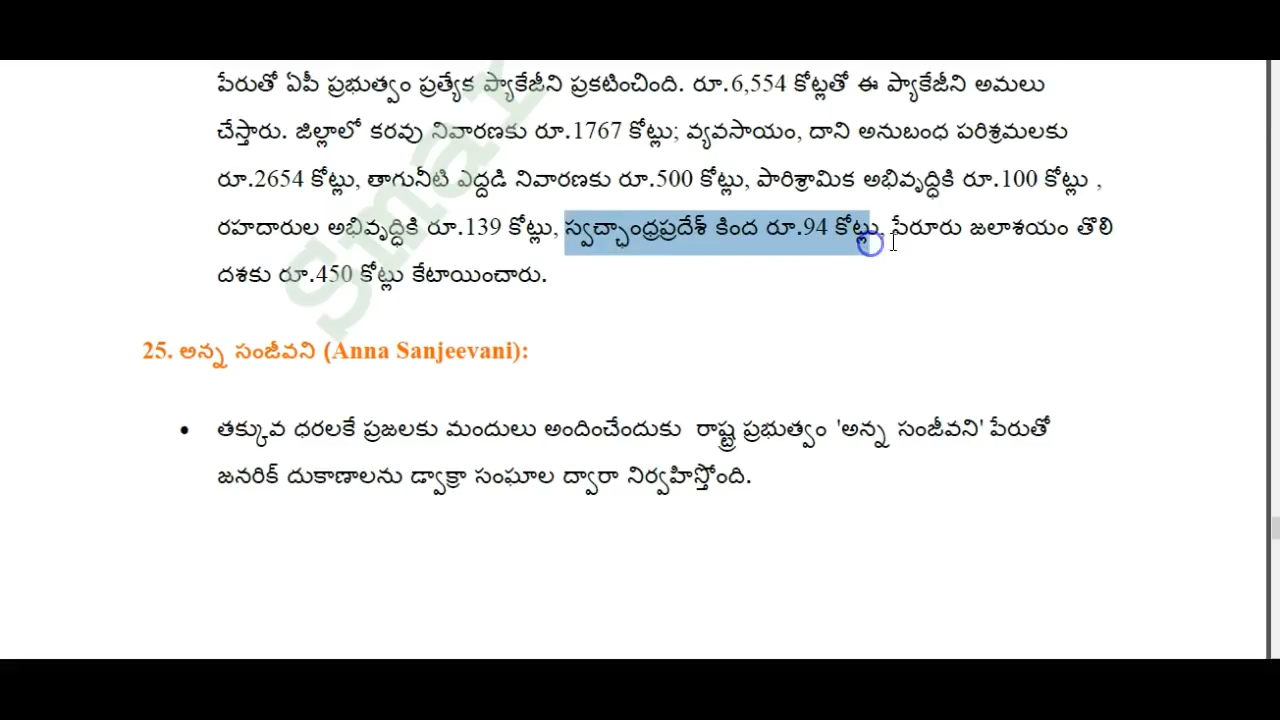 పేరుతో ఏపీ ప్రభుత్వం ప్రత్యేక ప్యాకేజీని ప్రకటించింది. రూ.6,554 కోట్లతో ఈ ప్యాకేజీని అమలు
చేస్తారు. జిల్లాలో కరవు నివారణకు రూ.1767 కోట్లు; వ్యవసాయం, దాని అనుబంధ పరిశ్రమలకు
రూ.2654 కోట్లు, తాగునీటి ఎద్దడి నివారణకు రూ.500 కోట్లు, పారిశ్రామిక అభివృద్ధికి రూ.100 కోట్లు ,
రహదారుల అభివృద్ధికి రూ.139 కోట్లు, స్వచ్ఛాంధ్రప్రదేశ్ కింద రూ.94 కోట్లు, పేరూరు జలాశయం తొలి
దశకు రూ.450 కోట్లు కేటాయించారు.
Smar
25. అన్న సంజీవని (Anna Sanjeevani):
• తక్కువ ధరలకే ప్రజలకు మందులు అందించేందుకు రాష్ట్ర ప్రభుత్వం 'అన్న సంజీవని' పేరుతో
జనరిక్ దుకాణాలను డ్వాక్రా సంఘాల ద్వారా నిర్వహిస్తోంది.